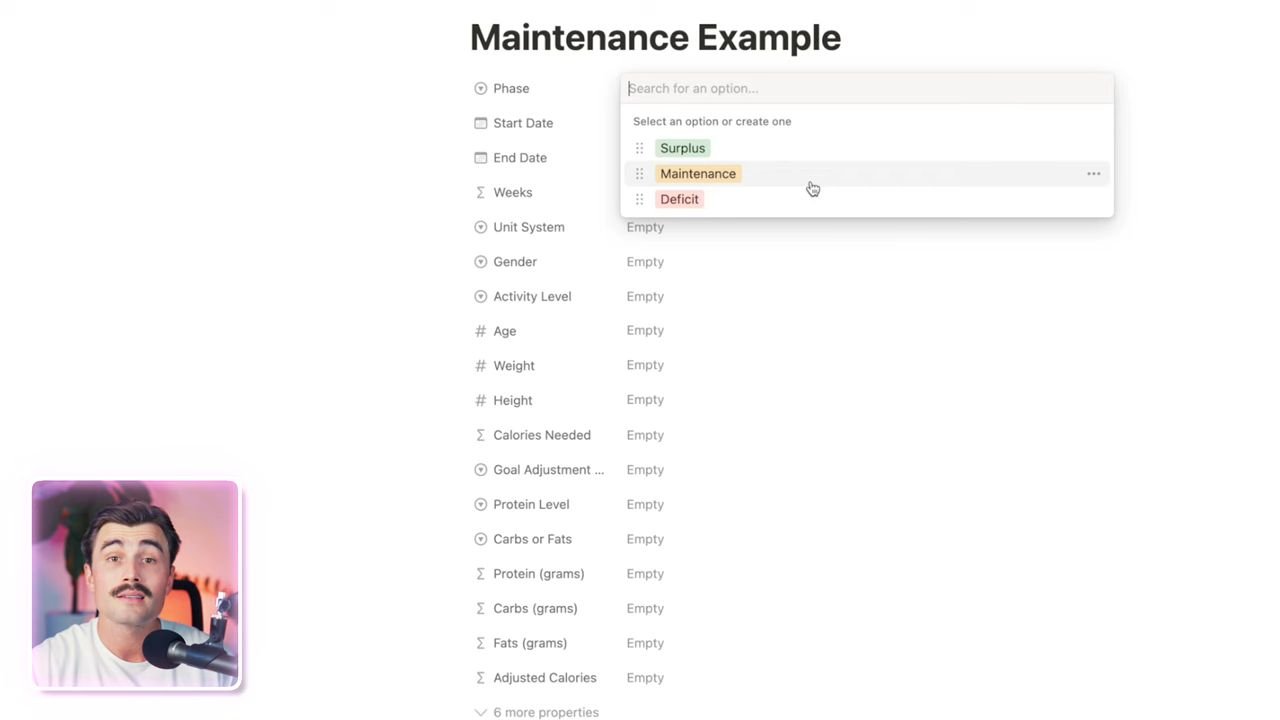 Maintenance Example
Phase
Search for an option...
Start Date
Select an option or create one
Surplus
End Date
Maintenance
Weeks
Deficit
Unit System Empty
Gender Empty
Activity Level Empty
Age Empty
Weight Empty
Height Empty
Calories Needed Empty
Goal Adjustment ... Empty
Protein Level Empty
Carbs or Fats Empty
Protein (grams) Empty
Carbs (grams) Empty
Fats (grams) Empty
Adjusted Calories Empty
6 more properties